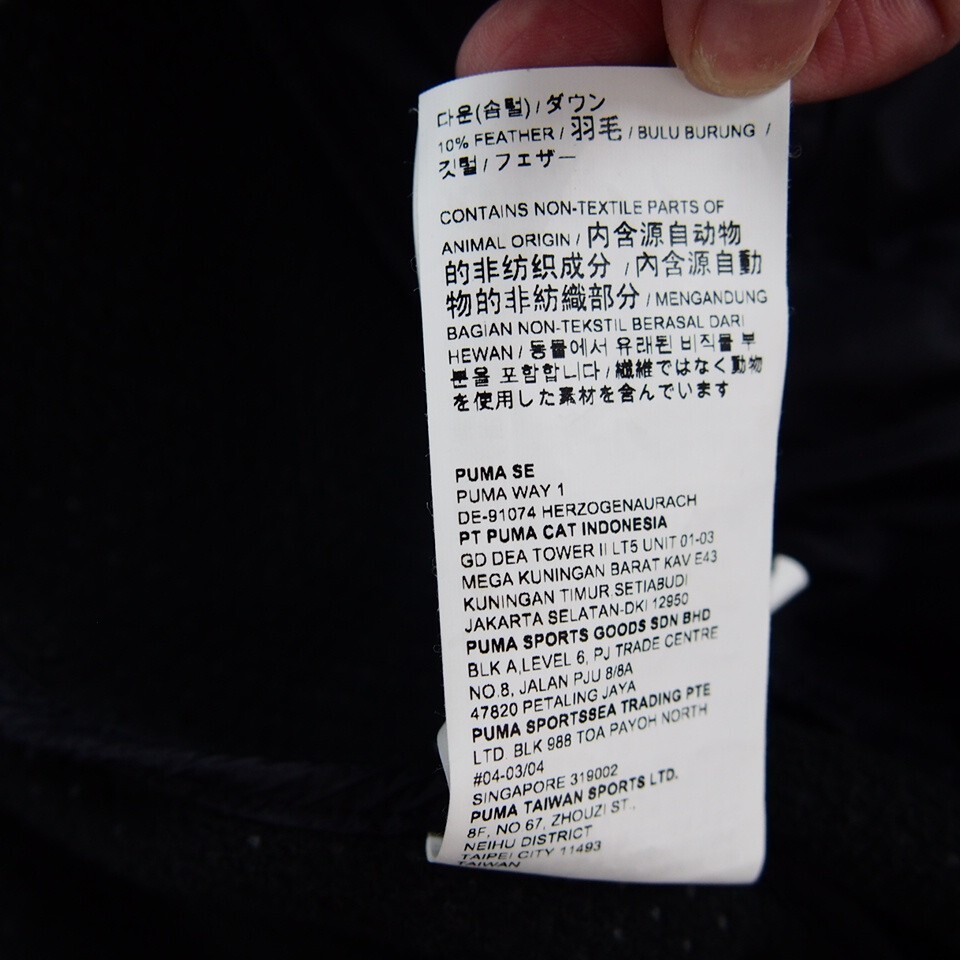 다운(솜털) / ダウン
10% FEATHER / 羽毛 / BULU BURUNG /
깃털 / フェザー
CONTAINS NON-TEXTILE PARTS OF
ANIMAL ORIGIN / 内含源自动物
的非纺织成分 / 內含源自動
物的非紡織部分 / MENGANDUNG
BAGIAN NON-TEKSTIL BERASAL DARI
HEWAN / 동물에서 유래된 비직물 부
분을 포함합니다 / 繊維ではなく動物
を使用した素材を含んでいます
PUMA SE
PUMA WAY 1
DE-91074 HERZOGENAURACH
PT PUMA CAT INDONESIA
GD DEA TOWER II LT5 UNIT 01-03
MEGA KUNINGAN BARAT KAV E43
KUNINGAN TIMUR SETIABUDI
JAKARTA SELATAN-DKI 12950
PUMA SPORTS GOODS SDN BHD
BLK A,LEVEL 6, PJ TRADE CENTRE
NO.8, JALAN PJU 8/8A
47820 PETALING JAYA
PUMA SPORTSSEA TRADING PTE
LTD. BLK 988 TOA PAYOH NORTH
#04-03/04
SINGAPORE 319002
PUMA TAIWAN SPORTS LTD.
8F, NO 67, ZHOUZI ST.,
NEIHU DISTRICT
TAIPEI CITY 11493
TAIWAN